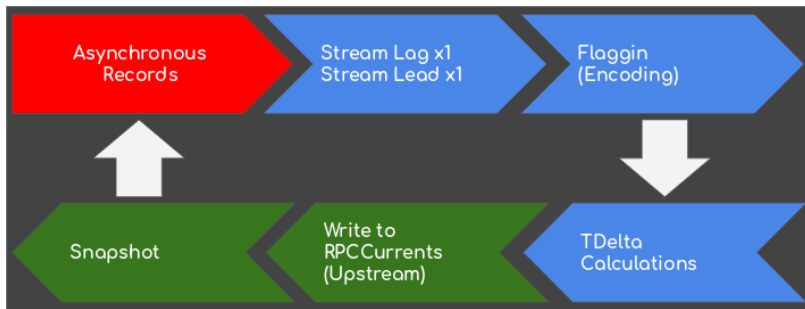 Asynchronous
Records
Stream Lag x1
Stream Lead x1
Flaggin
(Encoding)
TDelta
Calculations
Write to
RPCCurrents
(Upstream)
Snapshot